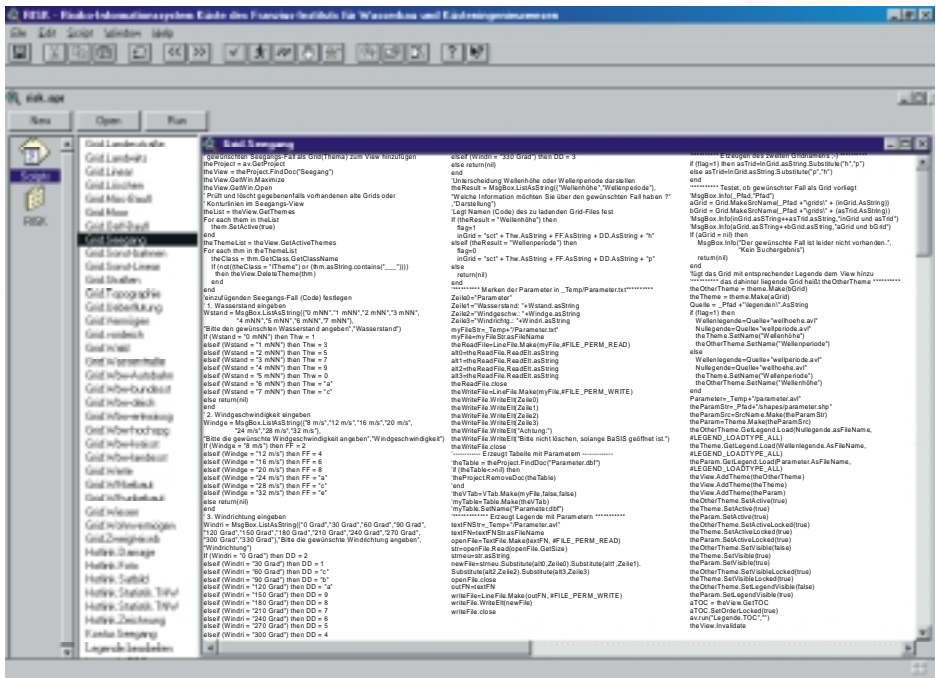 RISK - Risiko-Informationssystem Küste des Franzius-Instituts für Wasserbau und Küsteningenieurwesen
File Edit Script Window Help
risk.apr
New Open Run
Scripts
RISK
Grid.Linear
Grid.Löschen
Grid.Seegang
Grid.Straßen
Grid.Topographie
Grid.Wald
Grid.Wiesen
Hotlink.Damage
Hotlink.Foto
Hotlink.Zeichnung
Legende bearbeiten
Grid.Seegang
' gewünschten Seegangs-Fall als Grid(Thema) zum View hinzufügen
theProject = av.GetProject
theView = theProject.FindDoc("Seegang")
theView.GetWin.Maximize
theView.GetWin.Open
' Prüft und löscht gegebenenfalls vorhandenen alte Grids oder
' Konturlinien im Seegangs-View
theList = theView.GetThemes
For each them in theList
them.SetActive(true)
end
theThemeList = theView.GetActiveThemes
For each thm in theThemeList
theClass = thm.GetClass.GetClassName
If (not((theClass = "ITheme") or (thm.asString.contains("___"))))
then theView.DeleteTheme(thm)
end
end
'einzufügenden Seegangs-Fall (Code) festlegen
' 1. Wasserstand eingeben
Wstand = MsgBox.ListAsString({"0 mNN","1 mNN","2 mNN","3 mNN",
"4 mNN","5 mNN","6 mNN","7 mNN"},
"Bitte den gewünschten Wasserstand angeben","Wasserstand")
If (Wstand = "0 mNN") then Thw = 1
elseif (Wstand = "1 mNN") then Thw = 3
elseif (Wstand = "2 mNN") then Thw = 5
elseif (Wstand = "3 mNN") then Thw = 7
elseif (Wstand = "4 mNN") then Thw = 9
elseif (Wstand = "5 mNN") then Thw = 0
elseif (Wstand = "6 mNN") then Thw = "a"
elseif (Wstand = "7 mNN") then Thw = "c"
else return(nil)
end
' 2. Windgeschwindigkeit eingeben
Windge = MsgBox.ListAsString({"8 m/s","12 m/s","16 m/s","20 m/s",
"24 m/s","28 m/s","32 m/s"},
"Bitte die gewünschte Windgeschwindigkeit angeben","Windgeschwindigkeit")
If (Windge = "8 m/s") then FF = 2
elseif (Windge = "12 m/s") then FF = 4
elseif (Windge = "16 m/s") then FF = 6
elseif (Windge = "20 m/s") then FF = 8
elseif (Windge = "24 m/s") then FF = "a"
elseif (Windge = "28 m/s") then FF = "c"
elseif (Windge = "32 m/s") then FF = "e"
else return(nil)
end
' 3. Windrichtung eingeben
Windri = MsgBox.ListAsString({"0 Grad","30 Grad","60 Grad","90 Grad",
"120 Grad","150 Grad","180 Grad","210 Grad","240 Grad","270 Grad",
"300 Grad","330 Grad"},"Bitte die gewünschte Windrichtung angeben",
"Windrichtung")
If (Windri = "0 Grad") then DD = 2
elseif (Windri = "30 Grad") then DD = 1
elseif (Windri = "60 Grad") then DD = "c"
elseif (Windri = "90 Grad") then DD = "b"
elseif (Windri = "120 Grad") then DD = "a"
elseif (Windri = "150 Grad") then DD = 9
elseif (Windri = "180 Grad") then DD = 8
elseif (Windri = "210 Grad") then DD = 7
elseif (Windri = "240 Grad") then DD = 6
elseif (Windri = "270 Grad") then DD = 5
elseif (Windri = "300 Grad") then DD = 4
elseif (Windri = "330 Grad") then DD = 3
else return(nil)
end
'Unterscheidung Wellenhöhe oder Wellenperiode darstellen
theResult = MsgBox.ListAsString({"Wellenhöhe","Wellenperiode"},
"Welche Information möchten Sie über den gewünschten Fall haben ?"
,"Darstellung")
'Legt Namen (Code) des zu ladenden Grid-Files fest
If (theResult = "Wellenhöhe") then
flag=1
inGrid = "sct" + Thw.AsString + FF.AsString + DD.AsString + "h"
elseif (theResult = "Wellenperiode") then
flag=0
inGrid = "sct" + Thw.AsString + FF.AsString + DD.AsString + "p"
else
return(nil)
end
'********** Merken der Parameter in _Temp/Parameter.txt**********
Zeile0="Parameter"
Zeile1="Wasserstand: "+Wstand.asString
Zeile2="Windgeschw.: "+Windge.asString
Zeile3="Windrichtg.: "+Windri.asString
myFileStr=_Temp+"/Parameter.txt"
myFile=myFileStr.asFileName
theReadFile=LineFile.Make(myFile,#FILE_PERM_READ)
alt0=theReadFile.ReadElt.asString
alt1=theReadFile.ReadElt.asString
alt2=theReadFile.ReadElt.asString
alt3=theReadFile.ReadElt.asString
theReadFile.close
theWriteFile=LineFile.Make(myFile,#FILE_PERM_WRITE)
theWriteFile.WriteElt(Zeile0)
theWriteFile.WriteElt(Zeile1)
theWriteFile.WriteElt(Zeile2)
theWriteFile.WriteElt(Zeile3)
theWriteFile.WriteElt("Achtung:")
theWriteFile.WriteElt("Bitte nicht löschen, solange BaSIS geöffnet ist.")
theWriteFile.close
'----------- Erzeugt Tabelle mit Parametern -------------
'theTable = theProject.FindDoc("Parameter.dbf")
'if (theTable<>nil) then
'theProject.RemoveDoc(theTable)
'end
'theVTab=VTab.Make(myFile,false,false)
'myTable=Table.Make(theVTab)
'myTable.SetName("Parameter.dbf")
'************** Erzeugt Legende mit Parametern ***********
textFNStr=_Temp+"/Parameter.avl"
textFN=textFNStr.asFileName
openFile=TextFile.Make(textFN, #FILE_PERM_READ)
str=openFile.Read(openFile.GetSize)
strneu=str.asString
newFile=strneu.Substitute(alt0,Zeile0).Substitute(alt1,Zeile1).
Substitute(alt2,Zeile2).Substitute(alt3,Zeile3)
openFile.close
outFN=textFN
writeFile=LineFile.Make(outFN, #FILE_PERM_WRITE)
writeFile.WriteElt(newFile)
writeFile.close
'********** Erzeugen des zweiten Gridnamens ;-) **********
if (flag=1) then asTrid=InGrid.asString.Substitute("h","p")
else asTrid=InGrid.asString.Substitute("p","h")
end
'********** Testet, ob gewünschter Fall als Grid vorliegt
'MsgBox.Info(_Pfad,"Pfad")
aGrid = Grid.MakeSrcName(_Pfad +"\grids\" + (inGrid.AsString))
bGrid = Grid.MakeSrcName(_Pfad +"\grids\" + (asTrid.AsString))
'MsgBox.Info(inGrid.asSTring++asTrid.asString,"inGrid und asTrid")
'MsgBox.Info(aGrid.asSTring++bGrid.asString,"aGrid und bGrid")
If (aGrid = nil) then
MsgBox.Info("Der gewünschte Fall ist leider nicht vorhanden.",
"Kein Suchergebnis")
return(nil)
end
'fügt das Grid mit entsprechender Legende dem View hinzu
'********** das dahinter liegende Grid heißt theOtherTheme **********
theOtherTheme = theme.make(bGrid)
theTheme = theme.make(aGrid)
Quelle = _Pfad +"legenden\".AsString
if (flag=1) then
Wellenlegende=Quelle+"wellhoehe.avl"
Nullegende=Quelle+"wellperiode.avl"
theTheme.setName("Wellenhöhe")
theOtherTheme.SetName("Wellenperiode")
else
Wellenlegende=Quelle+"wellperiode.avl"
Nullegende=Quelle+"wellhoehe.avl"
theTheme.SetName("Wellenperiode")
theOtherTheme.SetName("Wellenhöhe")
end
Parameter=_Temp+"/parameter.avl"
theParamStr=_Pfad+"/shapes/parameter.shp"
theParamSrc=SrcName.Make(theParamStr)
theParam=Theme.Make(theParamSrc)
theOtherTheme.GetLegend.Load(Nullegende.asFileName,
#LEGEND_LOADTYPE_ALL)
theTheme.GetLegend.Load(Wellenlegende.AsFileName,
#LEGEND_LOADTYPE_ALL)
theParam.GetLegend.Load(Parameter.AsFileName,
#LEGEND_LOADTYPE_ALL)
theView.AddTheme(theOtherTheme)
theView.AddTheme(theTheme)
theView.AddTheme(theParam)
theOtherTheme.SetActive(true)
theTheme.SetActive(true)
theParam.SetActive(true)
theOtherTheme.SetActiveLocked(true)
theTheme.SetActiveLocked(true)
theParam.SetActiveLocked(true)
theOtherTheme.SetVisible(false)
theTheme.SetVisible(true)
theParam.SetVisible(true)
theOtherTheme.SetVisibleLocked(true)
theTheme.SetVisibleLocked(true)
theParam.SetVisibleLocked(true)
theOtherTheme.SetLegendVisible(false)
theParam.SetLegendVisible(true)
aTOC = theView.GetTOC
aTOC.SetOrderLocked(true)
av.run("Legende.TOC","")
theView.Invalidate